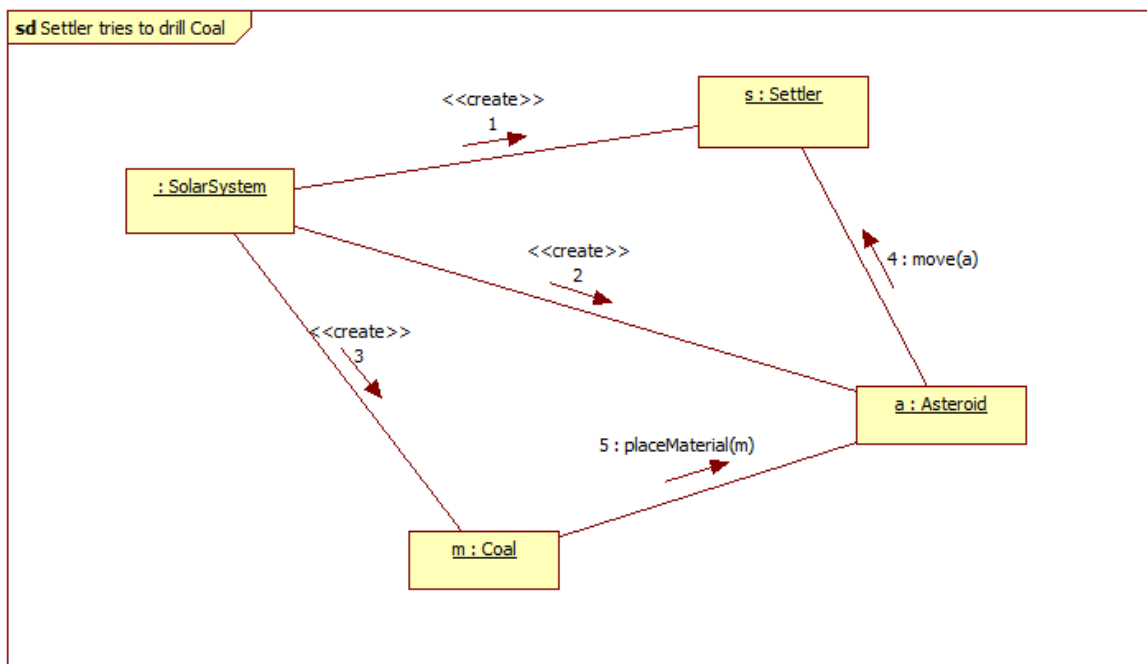 sd Settler tries to drill Coal
<<create>>
1
s : Settler
: SolarSystem
<<create>>
2
4 : move(a)
<<create>>
3
a : Asteroid
5 : placeMaterial(m)
m : Coal